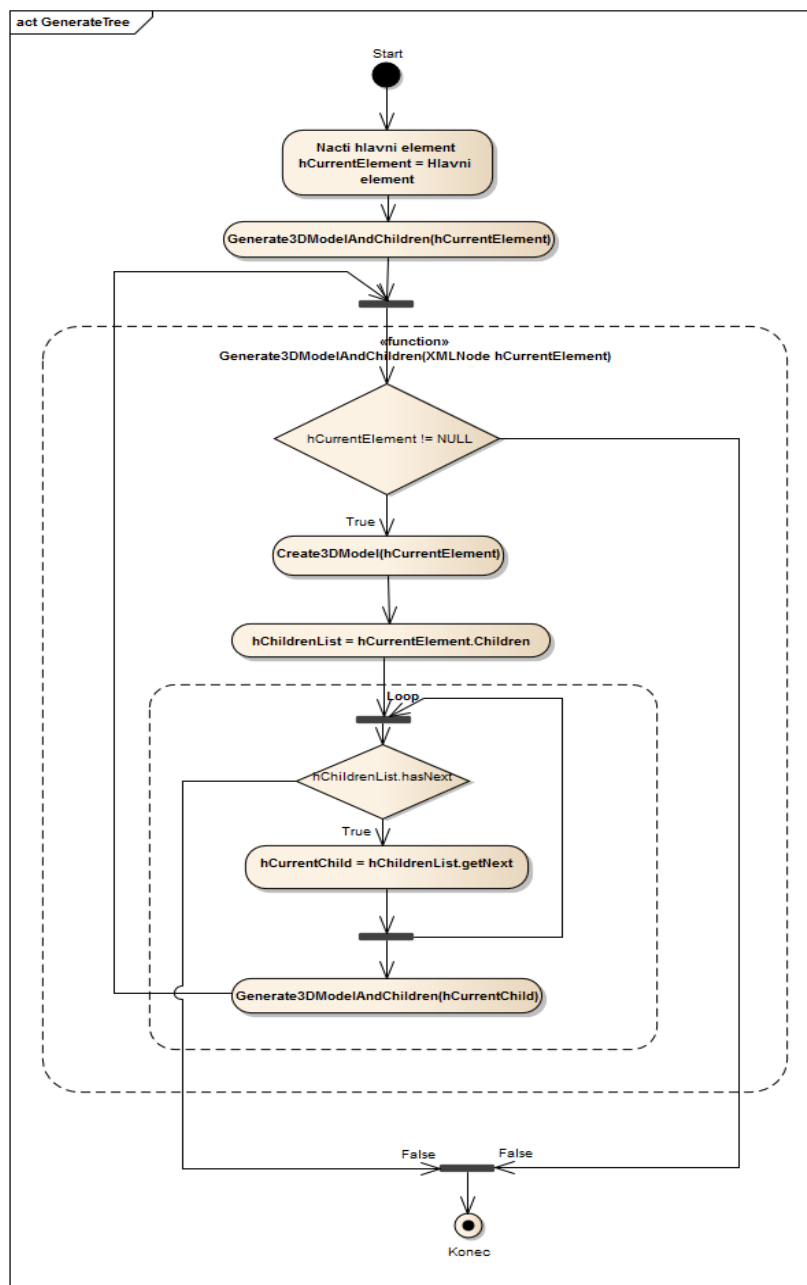 act GenerateTree
Start
Nacti hlavni element
hCurrentElement = Hlavni
element
Generate3DModelAndChildren(hCurrentElement)
«function»
Generate3DModelAndChildren(XMLNode hCurrentElement)
hCurrentElement != NULL
True
Create3DModel(hCurrentElement)
hChildrenList = hCurrentElement.Children
Loop
hChildrenList.hasNext
True
hCurrentChild = hChildrenList.getNext
Generate3DModelAndChildren(hCurrentChild)
False
False
Konec